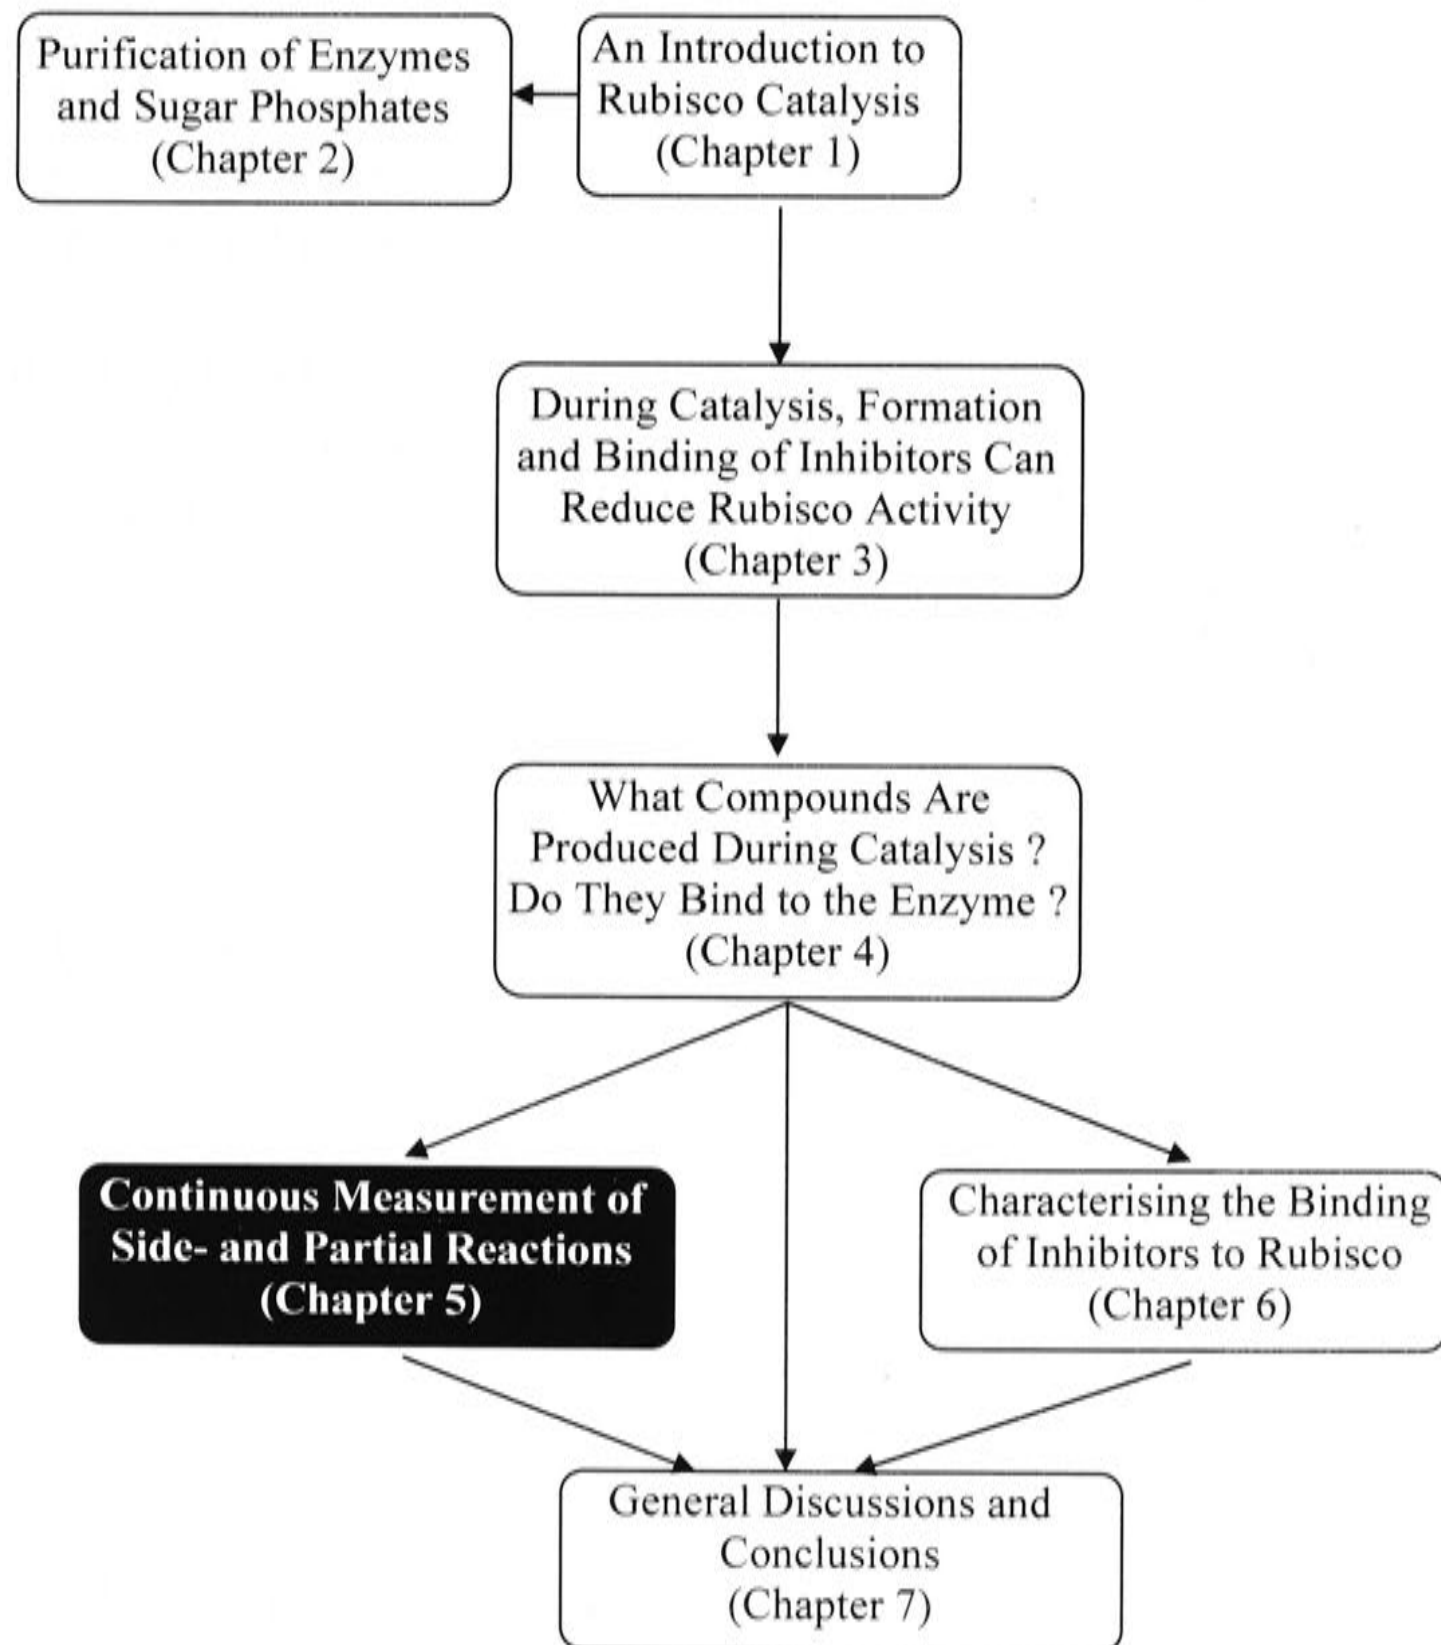 Purification of Enzymes
and Sugar Phosphates
(Chapter 2)
An Introduction to
Rubisco Catalysis
(Chapter 1)
During Catalysis, Formation
and Binding of Inhibitors Can
Reduce Rubisco Activity
(Chapter 3)
What Compounds Are
Produced During Catalysis ?
Do They Bind to the Enzyme ?
(Chapter 4)
Continuous Measurement of
Side- and Partial Reactions
(Chapter 5)
Characterising the Binding
of Inhibitors to Rubisco
(Chapter 6)
General Discussions and
Conclusions
(Chapter 7)